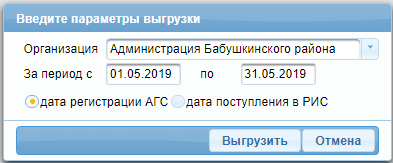 Введите параметры выгрузки
Организация Администрация Бабушкинского района
За период с 01.05.2019 по 31.05.2019
дата регистрации АГС дата поступления в РИС
Выгрузить Отмена